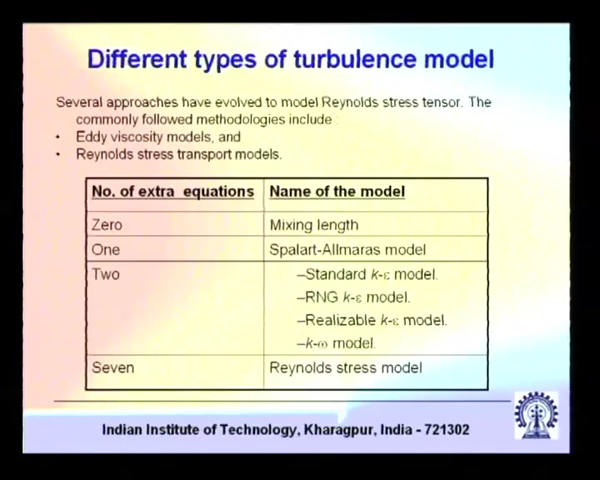 Different types of turbulence model
Several approaches have evolved to model Reynolds stress tensor. The
commonly followed methodologies include :
• Eddy viscosity models, and
• Reynolds stress transport models.
No. of extra equations Name of the model
Zero Mixing length
One Spalart-Allmaras model
Two –Standard k-ε model.
–RNG k-ε model.
–Realizable k-ε model.
–k-ω model.
Seven Reynolds stress model
Indian Institute of Technology, Kharagpur, India - 721302